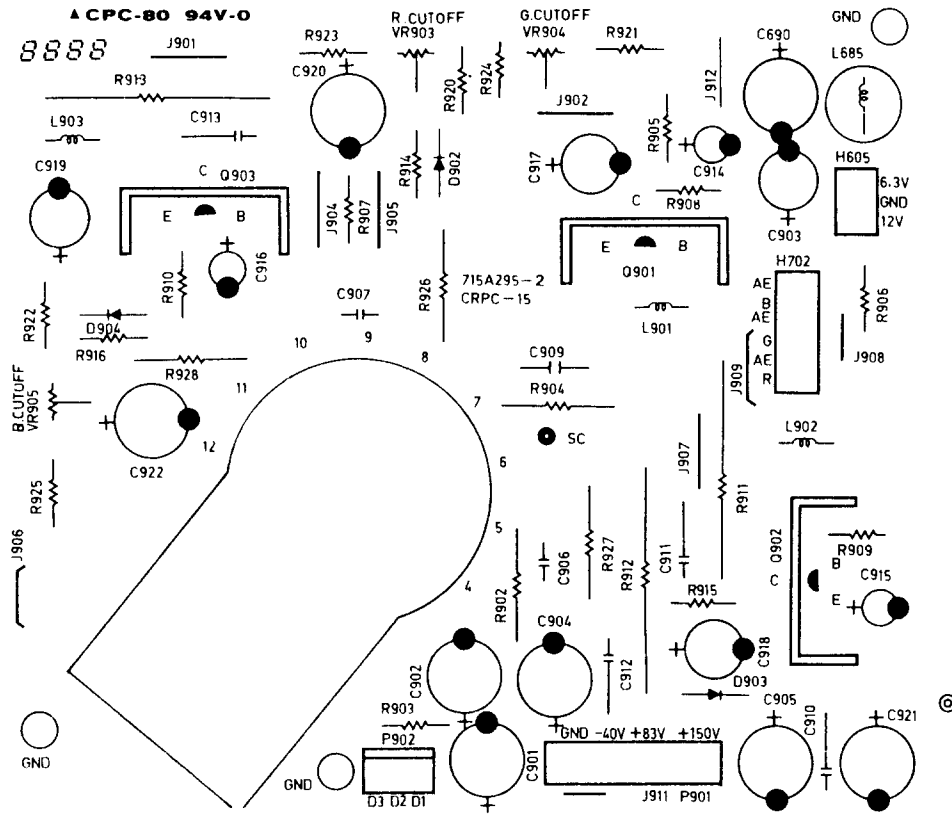 ▲CPC-80 94V-0
8888
J901
R923
R.CUTOFF
VR903
G.CUTOFF
VR904
R921
GND
C690
L685
C920
R920
R924
J912
R913
J902
L903
C913
R905
R914
D902
C917
C914
H605
C919
C Q903
C
R908
6.3V
GND
12V
E B
J904
R907
J905
E B
C903
C916
Q901
H702
R910
R926
715A295-2
CRPC-15
AE
B
AE
G
AE
R
R906
R922
D904
C907
L901
R916
10
9
8
J908
R928
C909
J909
11
R904
B.CUTOFF
VR905
7
12
SC
L902
C922
6
J907
R925
R911
5
J906
C906
R927
R912
C911
Q902
R909
B
C
C915
E
4
R902
R915
C904
C918
C902
C912
D903
R903
C905
C910
C921
P902
GND -40V +83V +150V
GND
C901
GND
D3 D2 D1
J911 P901